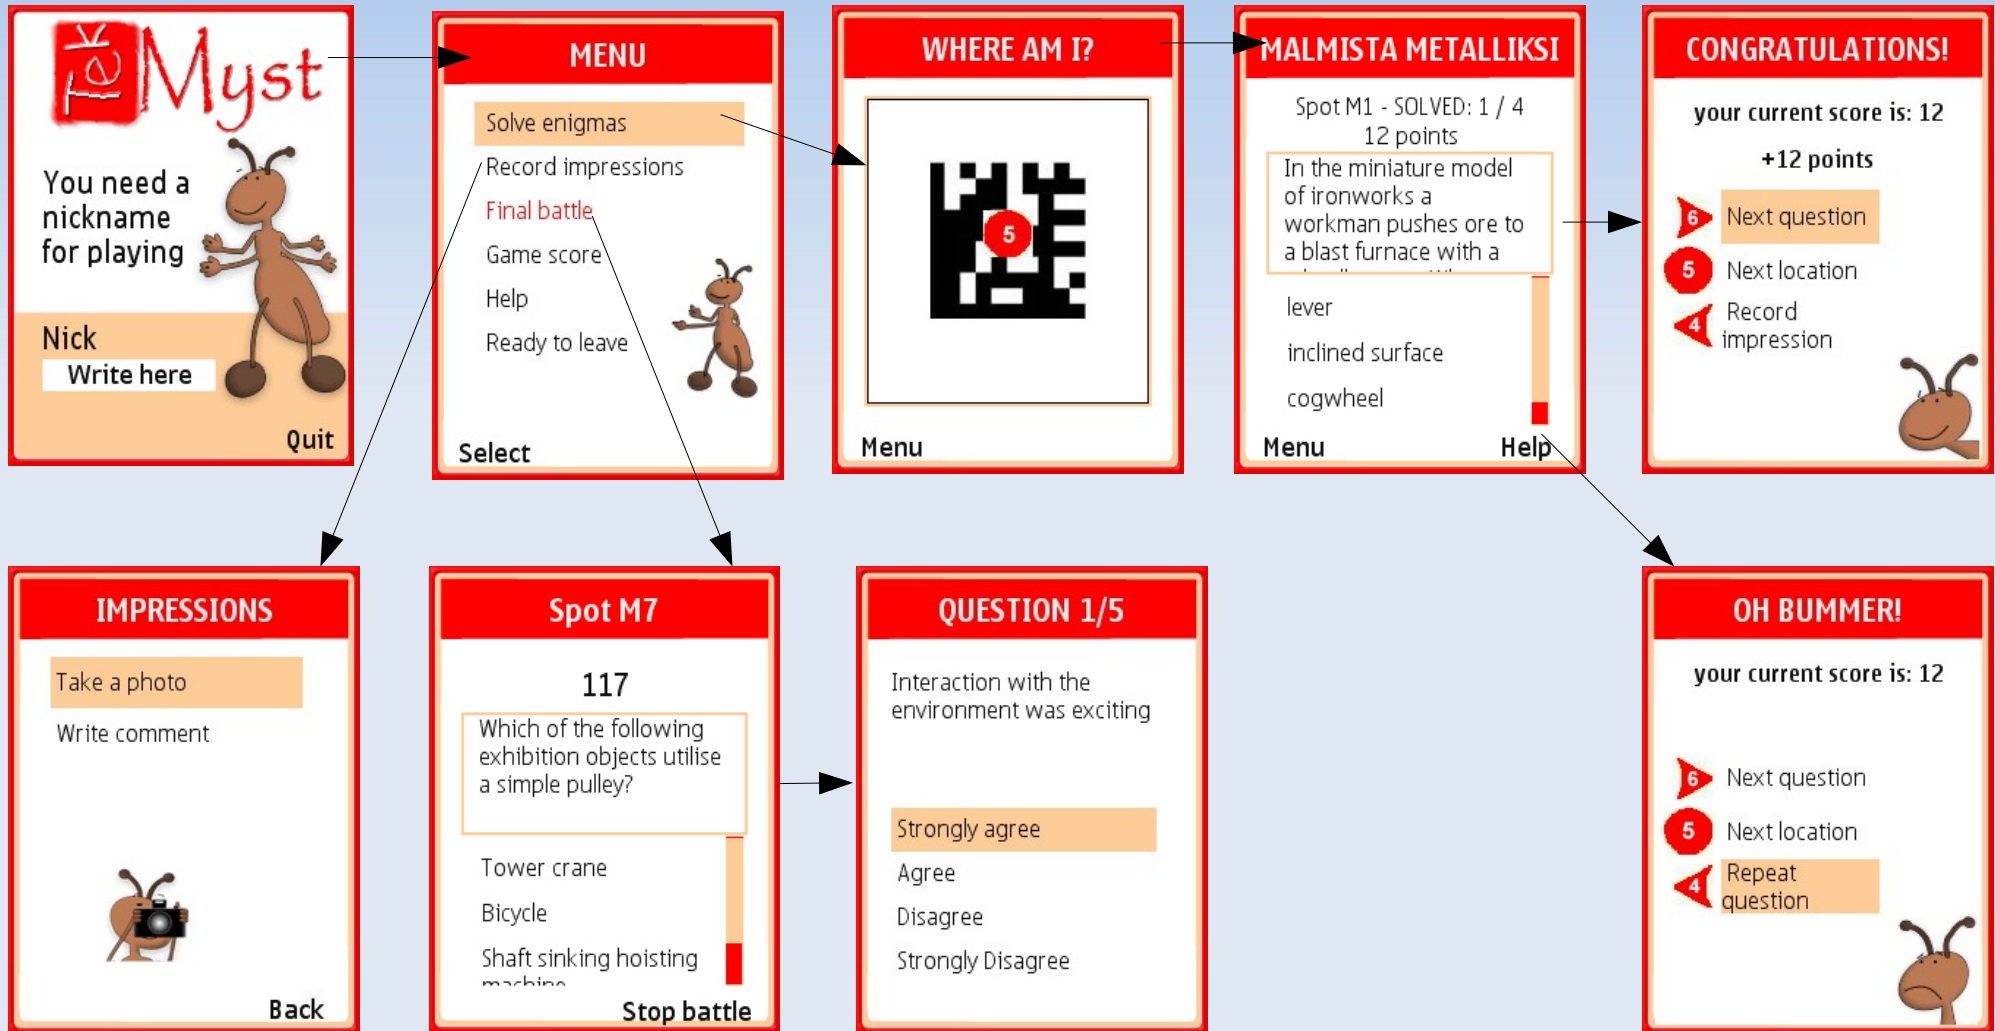 Tek
Myst
You need a
nickname
for playing
Nick
Write here
Quit
MENU
Solve enigmas
Record impressions
Final battle
Game score
Help
Ready to leave
Select
WHERE AM I?
5
Menu
MALMISTA METALLIKSI
Spot M1 - SOLVED: 1 / 4
12 points
In the miniature model
of ironworks a
workman pushes ore to
a blast furnace with a
lever
inclined surface
cogwheel
Menu Help
CONGRATULATIONS!
your current score is: 12
+12 points
6 Next question
5 Next location
4 Record
impression
IMPRESSIONS
Take a photo
Write comment
Back
Spot M7
117
Which of the following
exhibition objects utilise
a simple pulley?
Tower crane
Bicycle
Shaft sinking hoisting
machine
Stop battle
QUESTION 1/5
Interaction with the
environment was exciting
Strongly agree
Agree
Disagree
Strongly Disagree
OH BUMMER!
your current score is: 12
6 Next question
5 Next location
4 Repeat
question